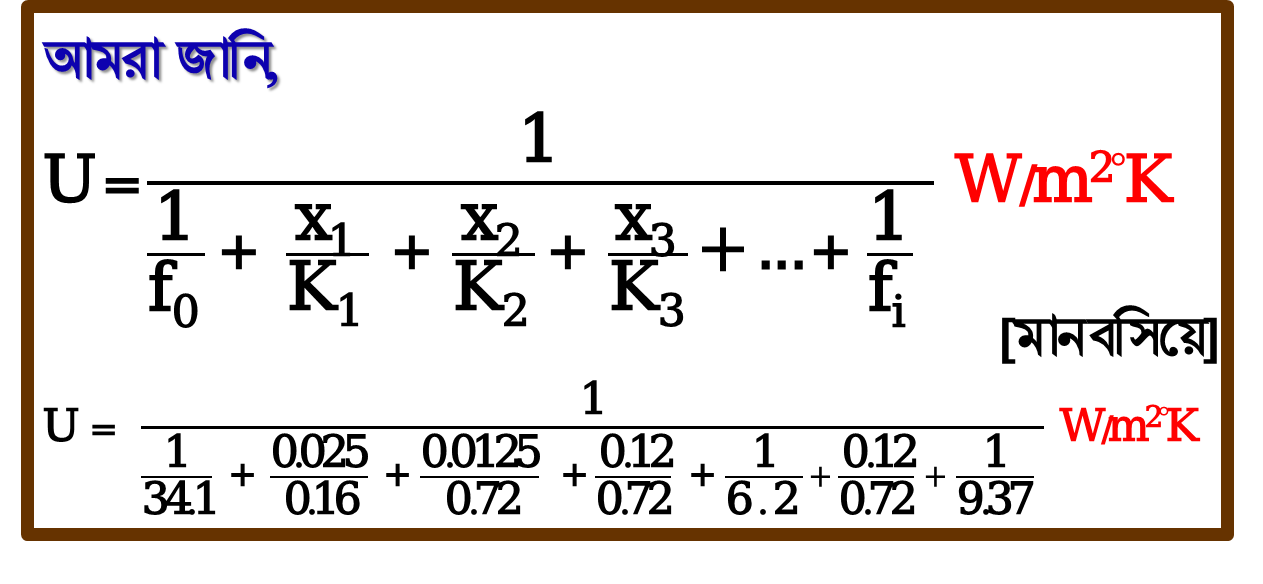 আমরা জানি,
U = 1 / (1/f₀ + x₁/K₁ + x₂/K₂ + x₃/K₃ + ... + 1/fᵢ) W/m²°K
[মান বসিয়ে]
U = 1 / (1/34.1 + 0.025/0.16 + 0.0125/0.72 + 0.12/0.72 + 1/6.2 + 0.12/0.72 + 1/9.37) W/m²°K